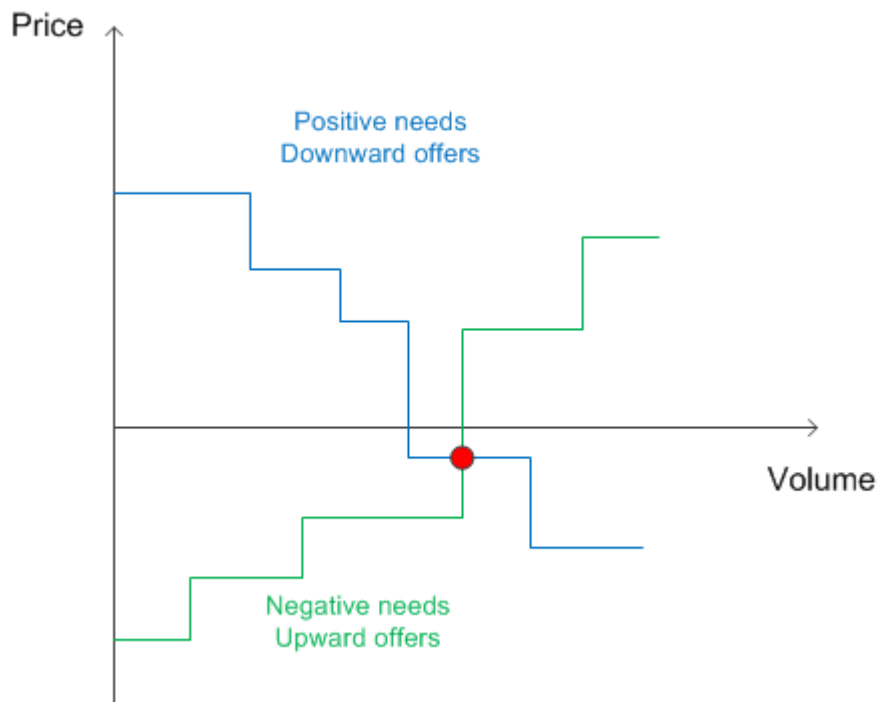 Price
Positive needs
Downward offers
Volume
Negative needs
Upward offers